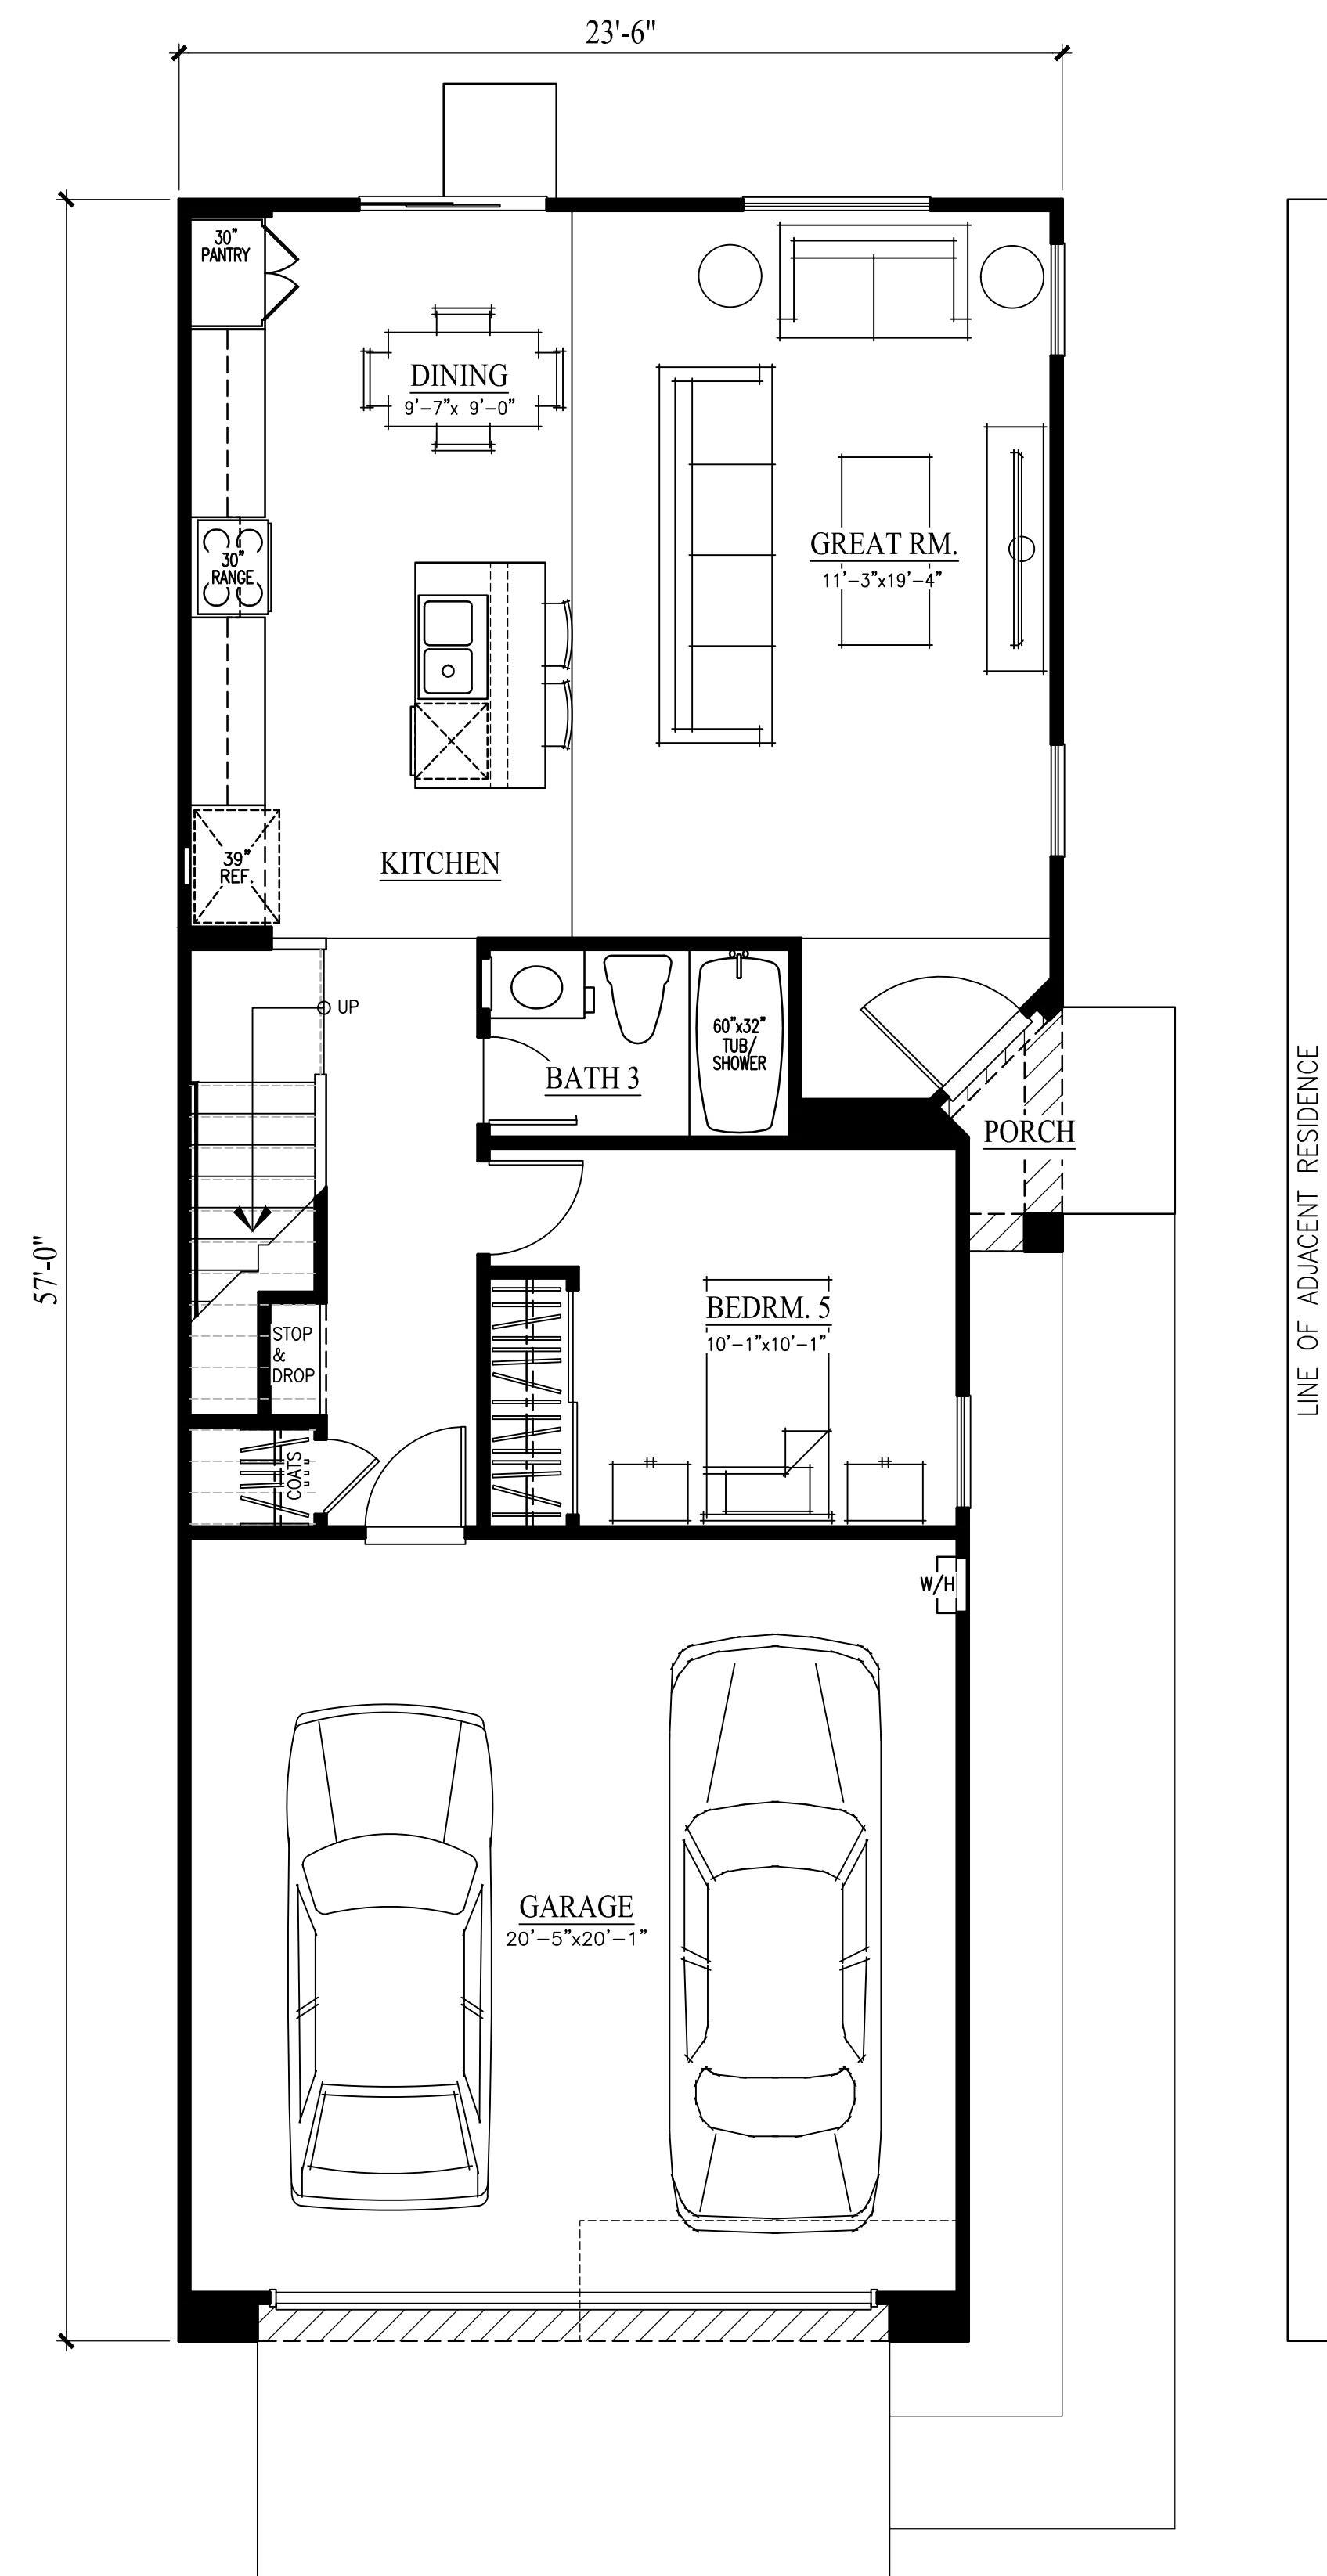 23'-6"
30"
PANTRY
DINING
9'-7"x 9'-0"
30"
RANGE
GREAT RM.
11'-3"x19'-4"
39"
REF.
KITCHEN
UP
60"x32"
TUB/
SHOWER
BATH 3
PORCH
LINE OF ADJACENT RESIDENCE
57'-0"
STOP
&
DROP
BEDRM. 5
10'-1"x10'-1"
COATS
W/H
GARAGE
20'-5"x20'-1"